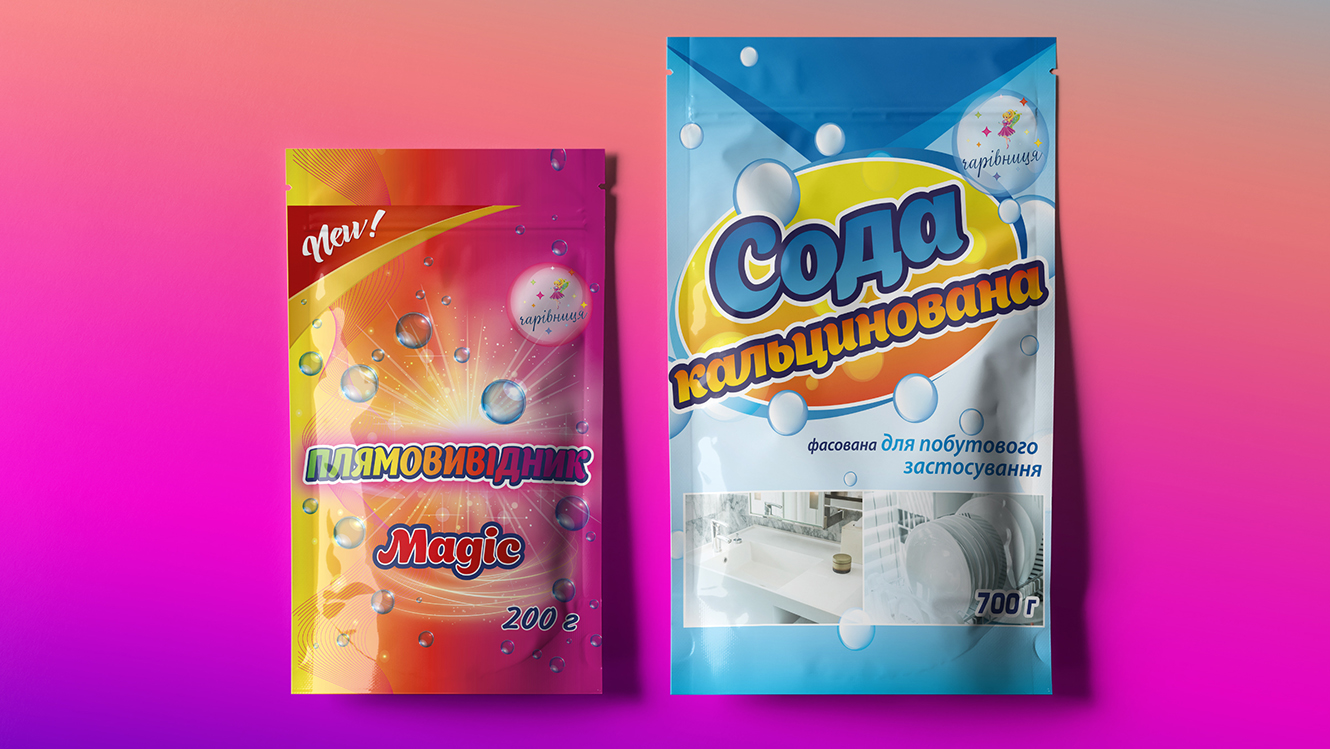 New!
чарівниця
ПЛЯМОВИВІДНИК
Magic
200 г
чарівниця
Сода
кальцинована
фасована для побутового
застосування
700 г